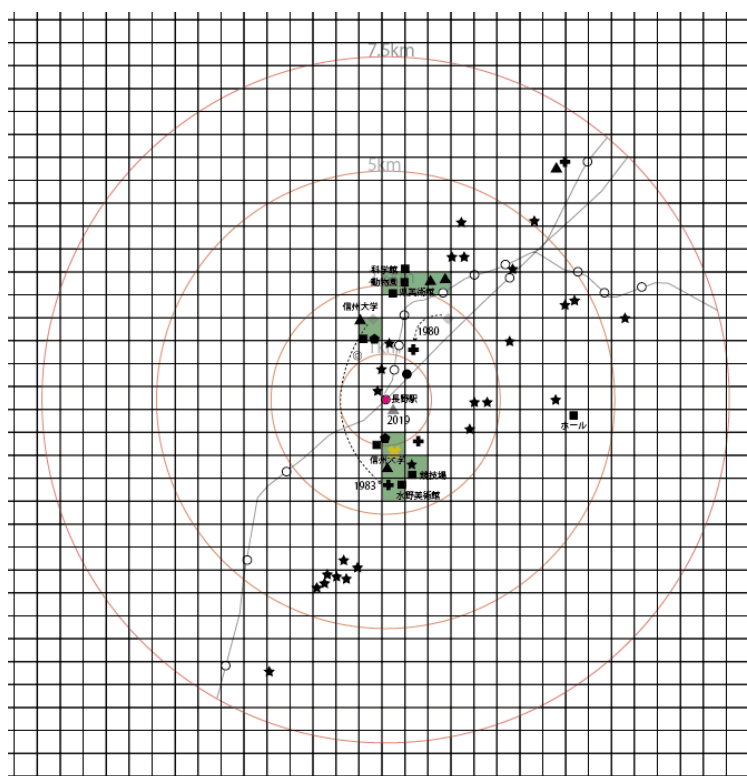 7.5km
5km
科学館
動物園
県美術館
信州大学
1980
長野駅
2019
ホール
信州大学
競技場
1983
水野美術館